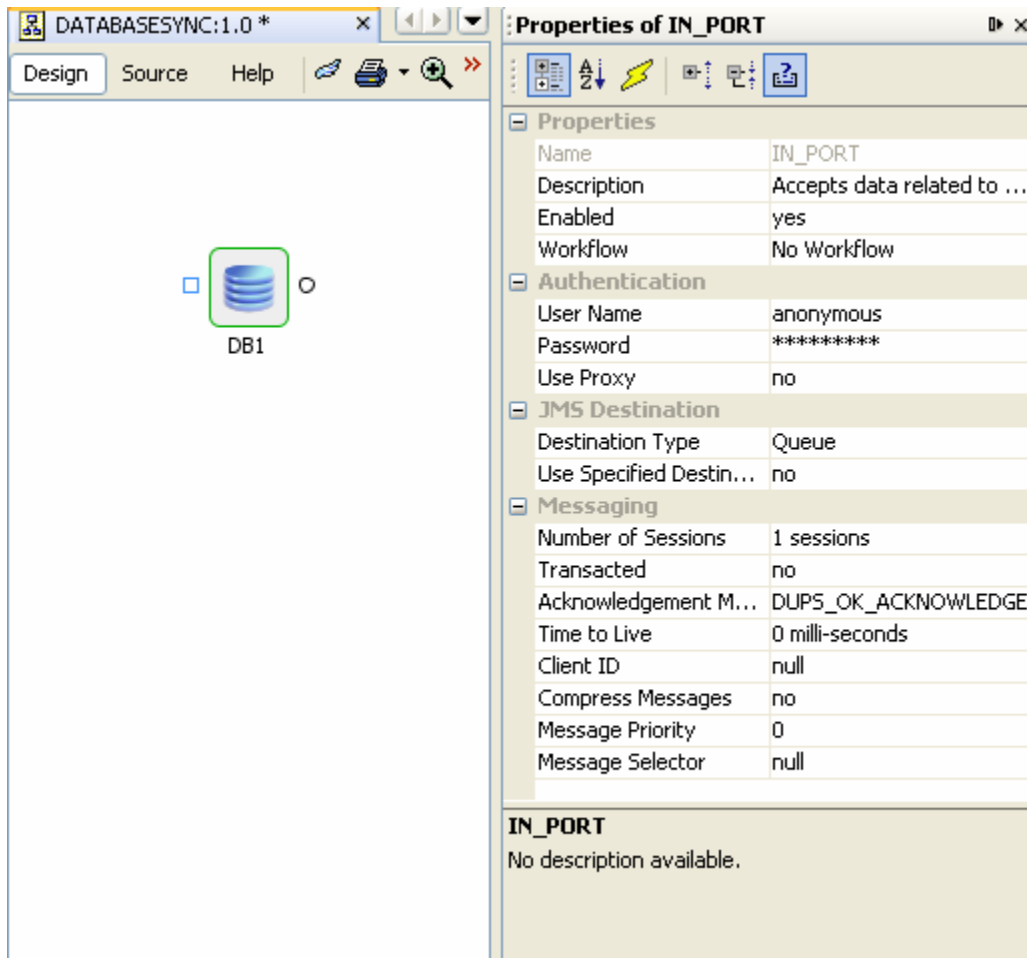 DATABASESYNC:1.0 *
Design Source Help
DB1
Properties of IN_PORT
Properties
Name IN_PORT
Description Accepts data related to ...
Enabled yes
Workflow No Workflow
Authentication
User Name anonymous
Password *********
Use Proxy no
JMS Destination
Destination Type Queue
Use Specified Destin... no
Messaging
Number of Sessions 1 sessions
Transacted no
Acknowledgement M... DUPS_OK_ACKNOWLEDGE
Time to Live 0 milli-seconds
Client ID null
Compress Messages no
Message Priority 0
Message Selector null
IN_PORT
No description available.